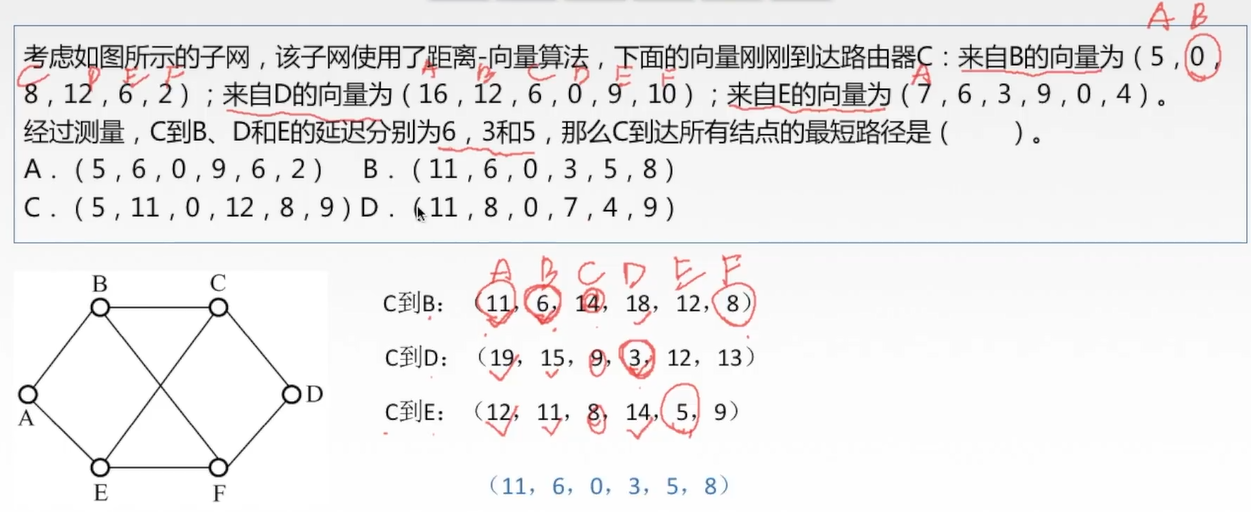 A B
考虑如图所示的子网，该子网使用了距离-向量算法，下面的向量刚刚到达路由器C：来自B的向量为（5，0，
C D E F A B C D E F A
8，12，6，2）；来自D的向量为（16，12，6，0，9，10）；来自E的向量为（7，6，3，9，0，4）。
经过测量，C到B、D和E的延迟分别为6，3和5，那么C到达所有结点的最短路径是（ ）。
A．（5，6，0，9，6，2） B．（11，6，0，3，5，8）
C．（5，11，0，12，8，9）D．（11，8，0，7，4，9）
A B C D E F
C到B：（11，6，14，18，12，8）
C到D：（19，15，9，3，12，13）
C到E：（12，11，8，14，5，9）
（11，6，0，3，5，8）
B C
A D
E F